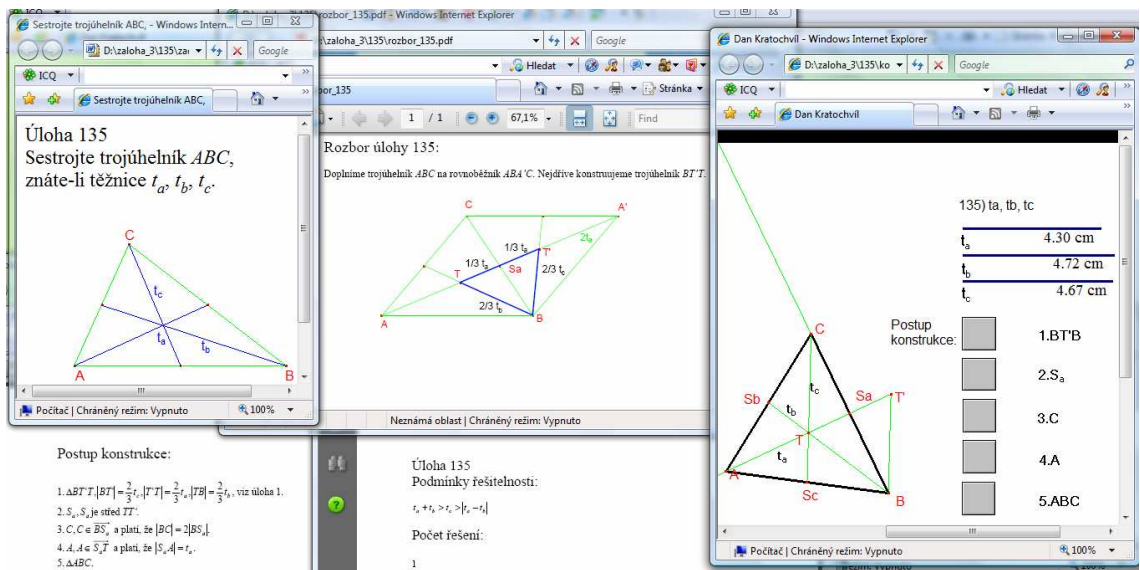 Sestrojte trojúhelník ABC, - Windows Intern...
D:\zaloha_3\135\zad
Google
ICQ
Sestrojte trojúhelník ABC,
Úloha 135
Sestrojte trojúhelník ABC,
znáte-li těžnice ta, tb, tc.
C
tc
ta
tb
A
B
Počítač | Chráněný režim: Vypnuto
100%
rozbor_135.pdf - Windows Internet Explorer
zaloha_3\135\rozbor_135.pdf
Google
Hledat
bor_135
Stránka
1 / 1
67,1%
Find
Rozbor úlohy 135:
Doplníme trojúhelník ABC na rovnoběžník ABA'C. Nejdříve konstruujeme trojúhelník BT'T.
C
A'
1/3 ta
T'
2ta
1/3 ta
Sa
T
2/3 tc
2/3 tb
A
B
Neznámá oblast | Chráněný režim: Vypnuto
Dan Kratochvíl - Windows Internet Explorer
D:\zaloha_3\135\ko
Google
ICQ
Hledat
Dan Kratochvíl
135) ta, tb, tc
ta 4.30 cm
tb 4.72 cm
tc 4.67 cm
Postup
konstrukce:
1.BT'B
2.Sa
3.C
4.A
5.ABC
C
tc
Sb
Sa
T'
tb
T
ta
A
Sc
B
Počítač | Chráněný režim: Vypnuto
100%
Postup konstrukce:
1. ΔBT'T,|BT'|=2/3 tc,|T'T|=2/3 ta,|TB|=2/3 tb, viz úloha 1.
2. Sa, Sa je střed TT'.
3. C, C ∈ BSa a platí, že |BC| = 2|BSa|.
4. A, A ∈ SaT a platí, že |SaA| = ta.
5. ΔABC.
Úloha 135
Podmínky řešitelnosti:
ta + tb > tc > |ta − tb|
Počet řešení:
1